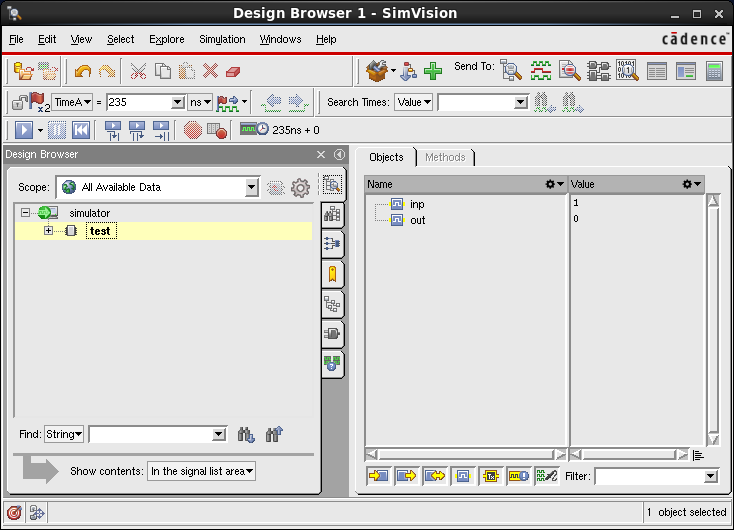 Design Browser 1 - SimVision
File Edit View Select Explore Simulation Windows Help
cādence
Send To:
TimeA = 235 ns
Search Times: Value
235ns + 0
Design Browser
Objects Methods
Scope: All Available Data
Name Value
simulator
inp 1
test
out 0
Find: String
Show contents: In the signal list area
Filter:
1 object selected